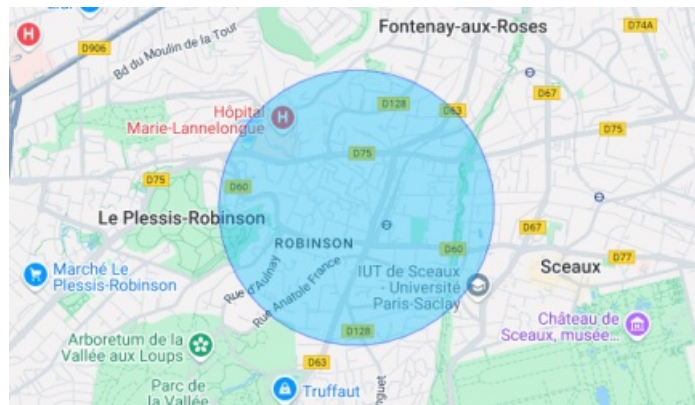 Fontenay-aux-Roses
D74A
H
D906
Bd du Moulin de la Tour
D67
D128
D63
Hôpital
Marie-Lannelongue
H
D75
D75
D75
D60
Le Plessis-Robinson
D67
ROBINSON
D60
D77
Sceaux
Marché Le
Plessis-Robinson
Rue d'Aulnay
Rue Anatole France
IUT de Sceaux
- Université
Paris-Saclay
Château de
Sceaux, musée...
Arboretum de la
Vallée aux Loups
D128
D63
Parc de
la Vallée
Truffaut